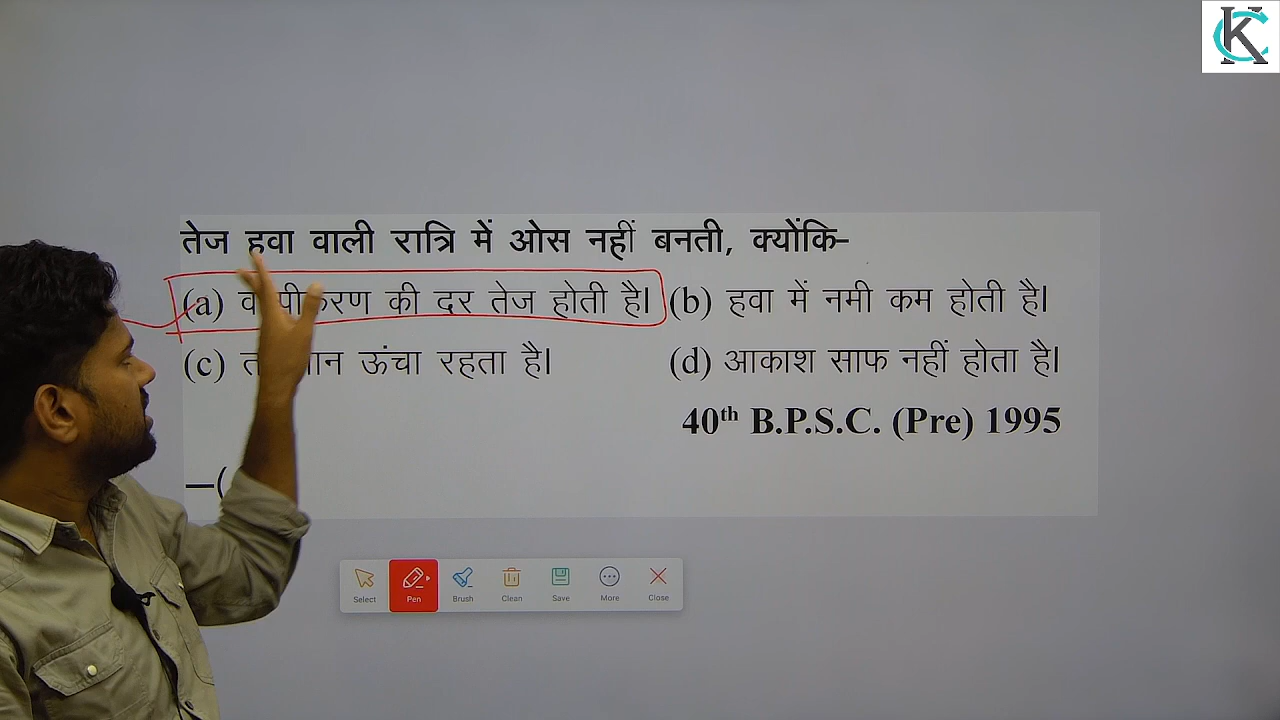 तेज हवा वाली रात्रि में ओस नहीं बनती, क्योंकि–
(a) की दर तेज होती है। (b) हवा में नमी कम होती है।
(c) ऊंचा रहता है। (d) आकाश साफ नहीं होता है।
40th B.P.S.C. (Pre) 1995
–(
Select Pen Brush Clean Save More Close
KC